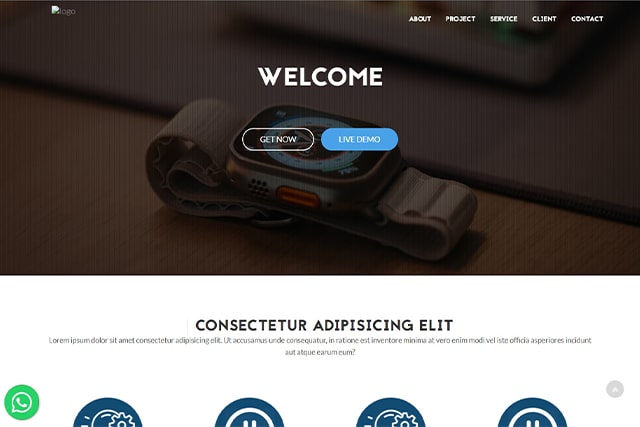 logo
ABOUT PROJECT SERVICE CLIENT CONTACT
WELCOME
GET NOW LIVE DEMO
CONSECTETUR ADIPISICING ELIT
Lorem ipsum dolor sit amet consectetur adipisicing elit. Ut accusamus unde consequatur, in ratione est inventore minima at vero enim modi vel iste officia asperiores incidunt
aut atque earum eum?